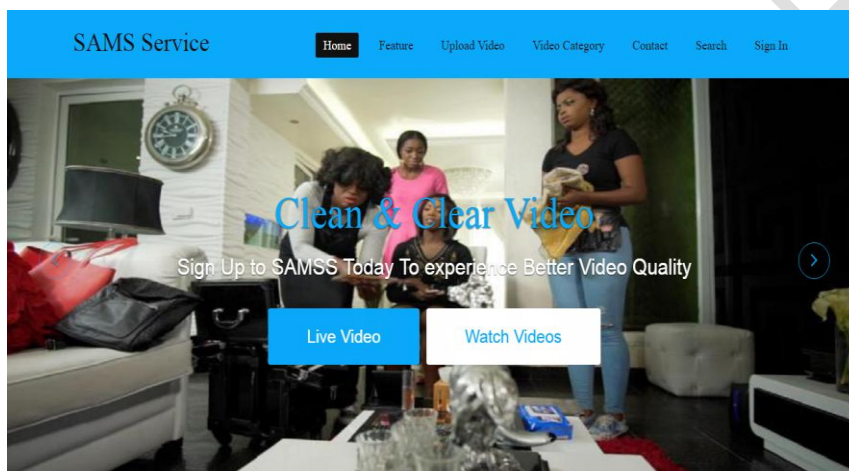 SAMS Service
Home Feature Upload Video Video Category Contact Search Sign In
Clean & Clear Video
Sign Up to SAMSS Today To experience Better Video Quality
Live Video Watch Videos